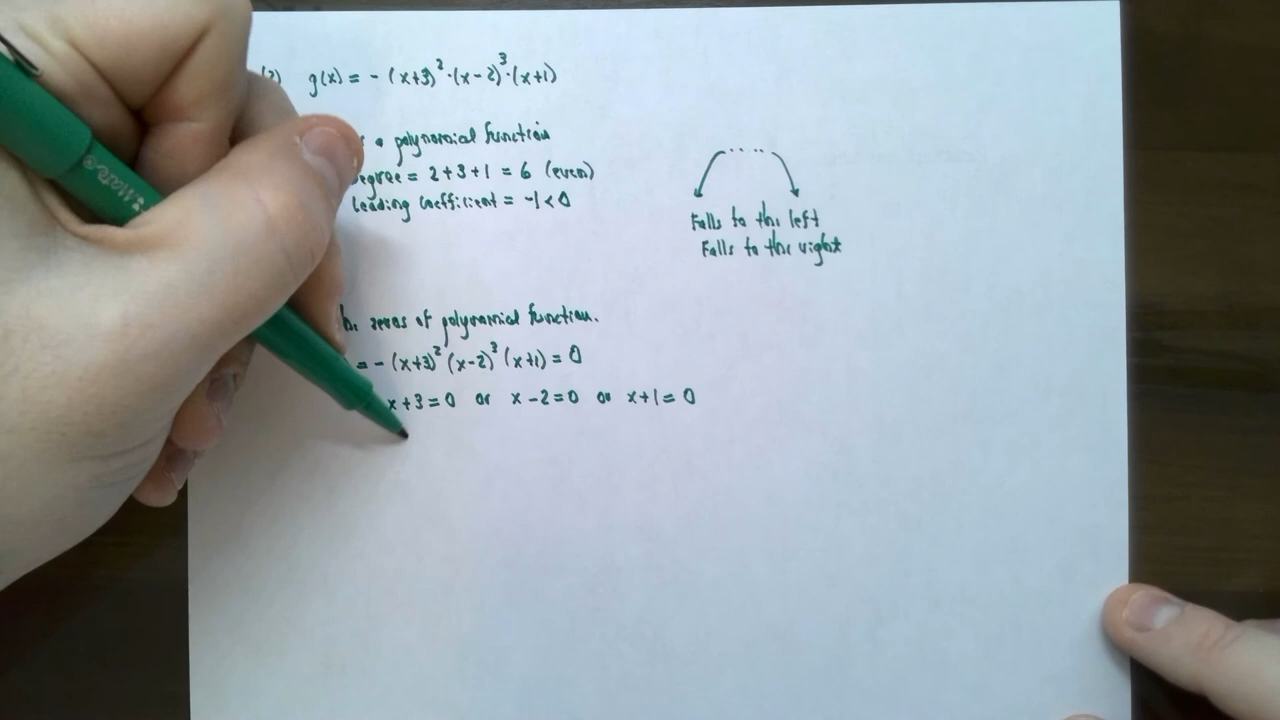 g(x) = - (x+3)²·(x-2)³·(x+1)
a polynomial function
egree = 2+3+1 = 6 (even)
Leading coefficient = -1<0
Falls to the left
Falls to the right
zeros of polynomial function.
= - (x+3)² (x-2)³ (x+1) = 0
x+3=0 or x-2=0 or x+1=0